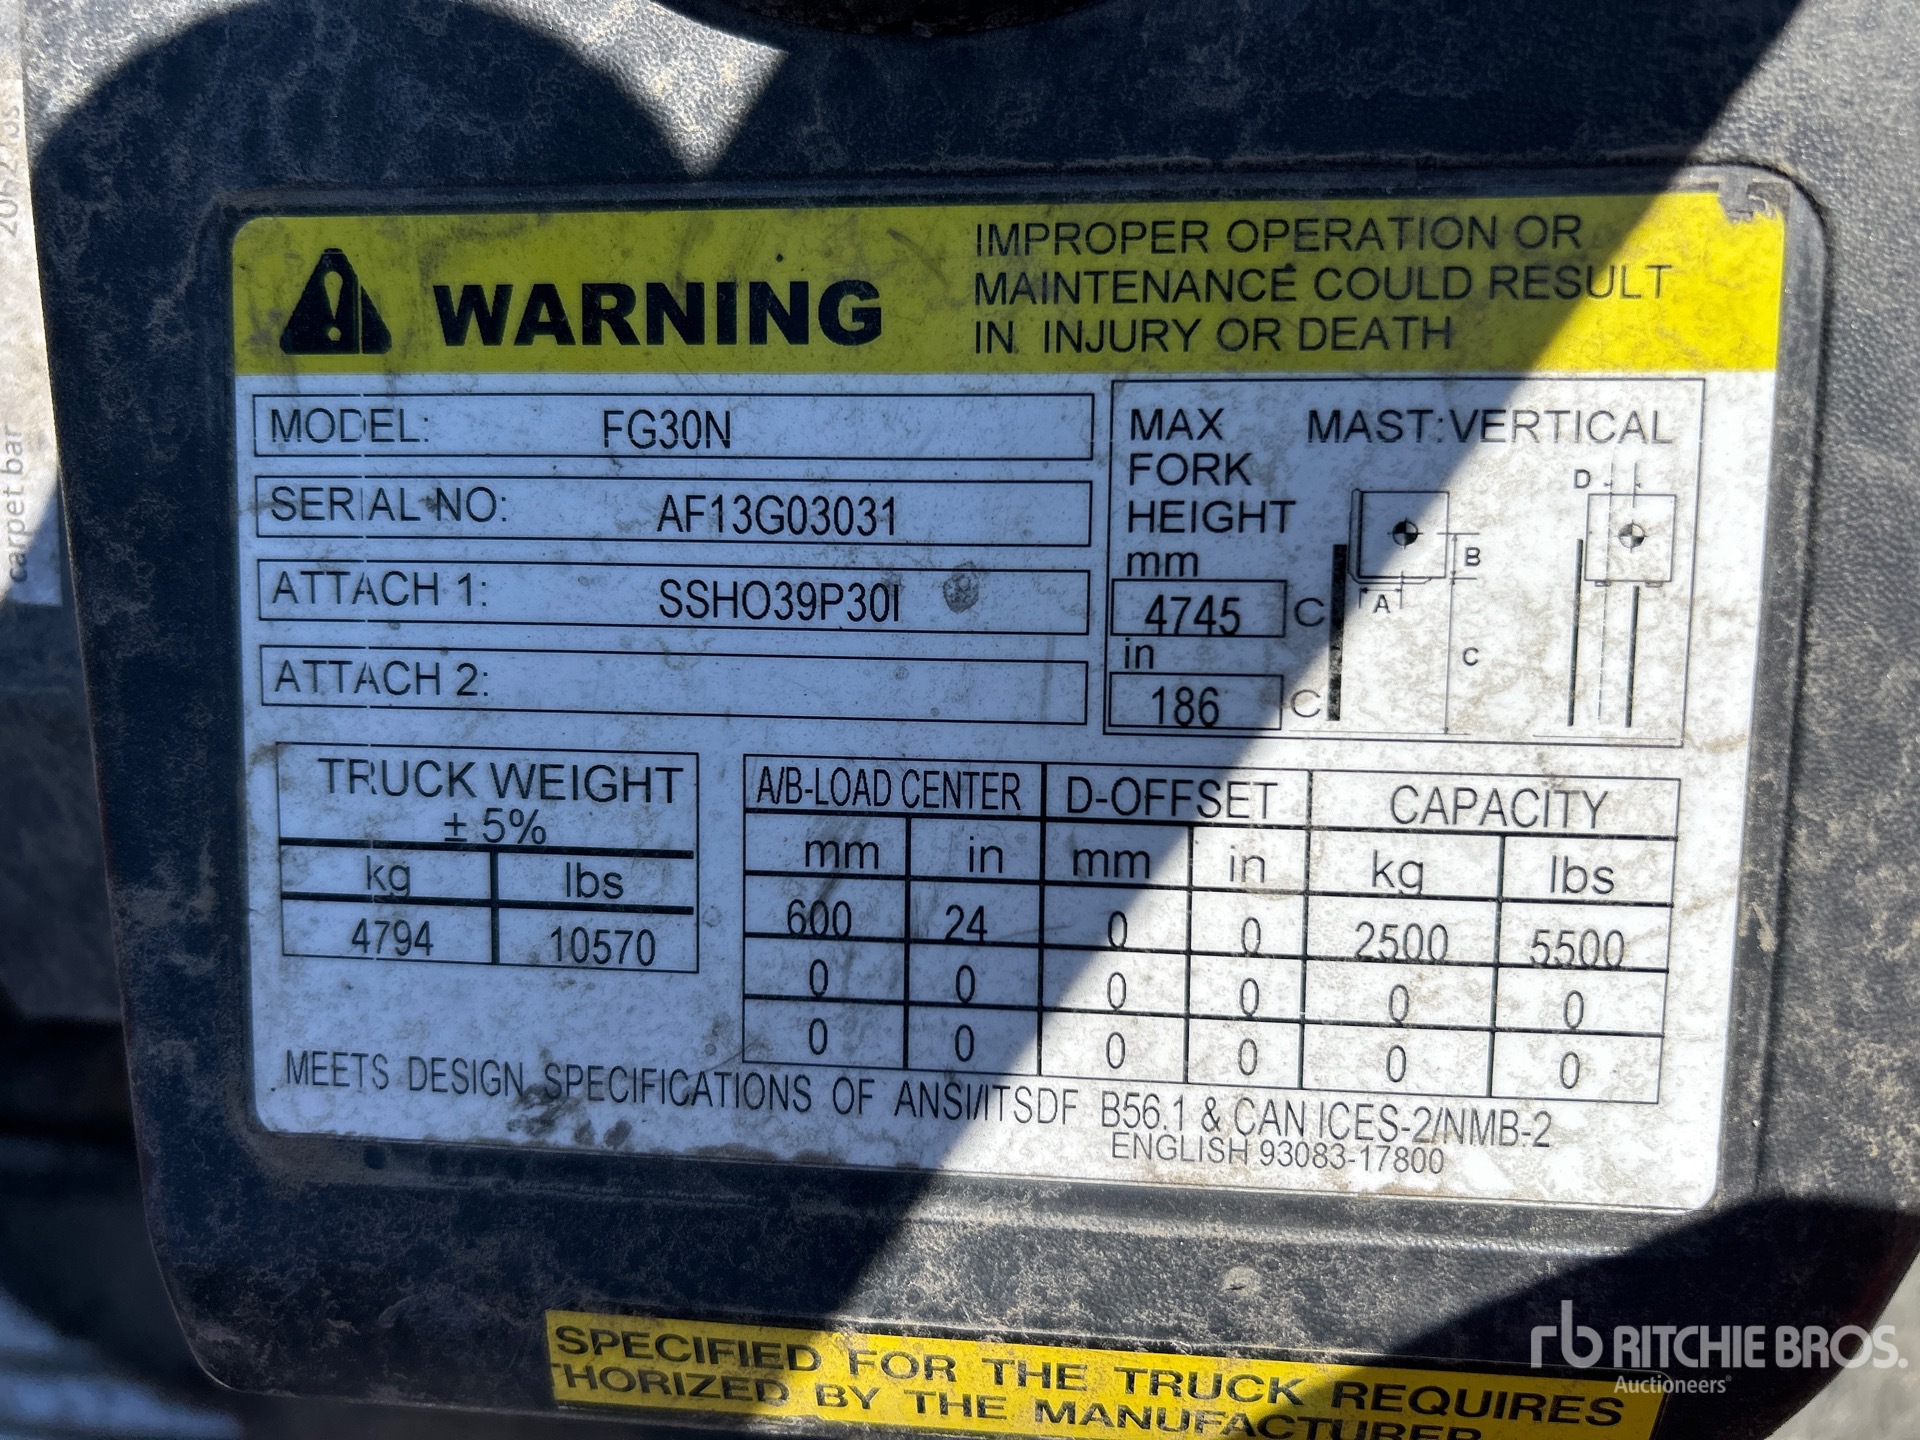 carpet bar
WARNING
IMPROPER OPERATION OR
MAINTENANCE COULD RESULT
IN INJURY OR DEATH
MODEL: FG30N
SERIAL NO: AF13G03031
ATTACH 1: SSHO39P30I
ATTACH 2:
MAX
FORK
HEIGHT
mm
4745 C
in
186 C
MAST:VERTICAL
D
B
A
C
TRUCK WEIGHT
± 5%
kg lbs
4794 10570
A/B-LOAD CENTER D-OFFSET CAPACITY
mm in mm in kg lbs
600 24 0 0 2500 5500
0 0 0 0 0 0
0 0 0 0 0 0
MEETS DESIGN SPECIFICATIONS OF ANSI/ITSDF B56.1 & CAN ICES-2/NMB-2
ENGLISH 93083-17800
SPECIFIED FOR THE TRUCK REQUIRES
THORIZED BY THE MANUFACTURER
rb RITCHIE BROS.
Auctioneers